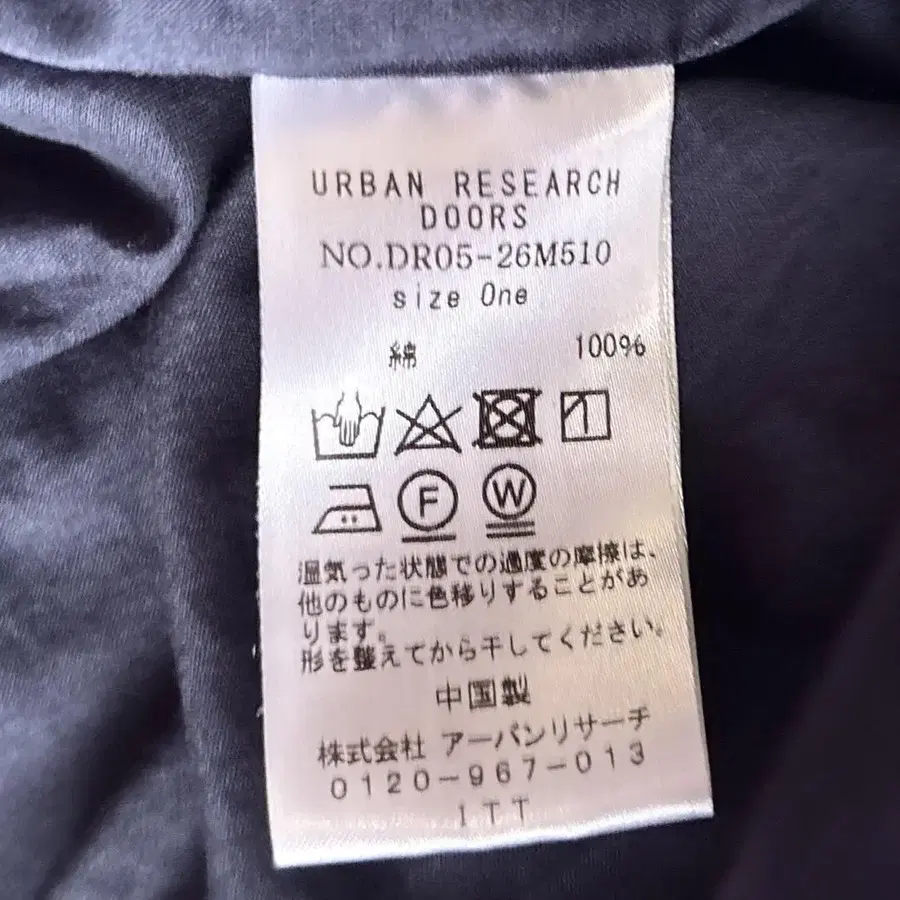 URBAN RESEARCH
DOORS
NO.DR05-26M510
size One
綿 100%
F W
湿気った状態での過度の摩擦は、
他のものに色移りすることがあ
ります。
形を整えてから干してください。
中国製
株式会社 アーバンリサーチ
0120-967-013
ITT